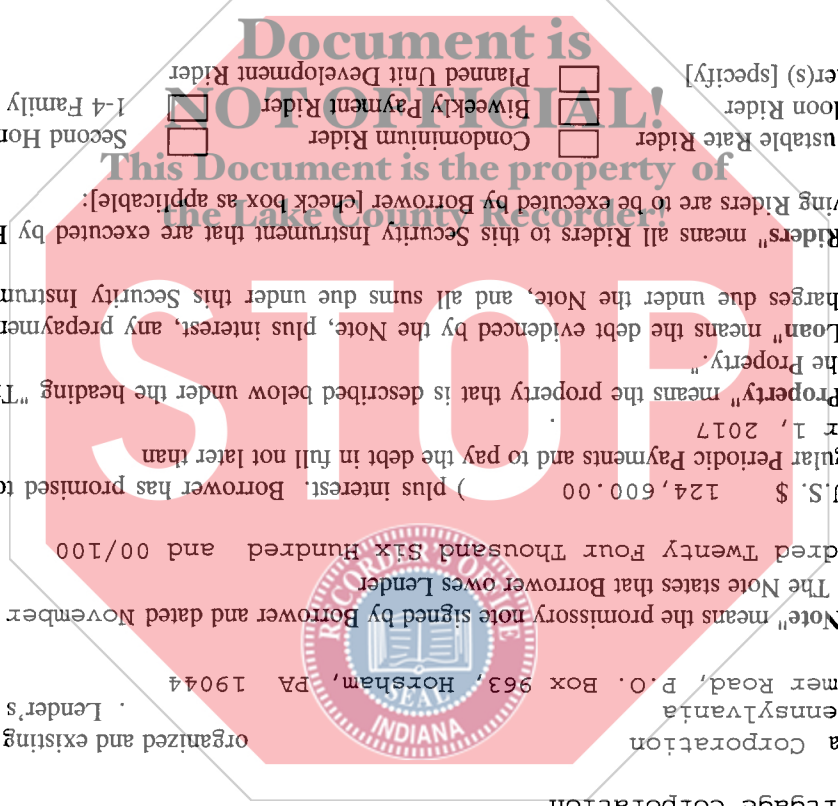 Document is
NOT OFFICIAL!
This Document is the property of
the Lake County Recorder!
STOP
RECORDER'S OFFICE
SEAL
INDIANA
rtgage Corporation
a Corporation organized and existing
ennsylvania . Lender's
mer Road, P.O. Box 963, Horsham, PA 19044
Note" means the promissory note signed by Borrower and dated November
The Note states that Borrower owes Lender
dred Twenty Four Thousand Six Hundred and 00/100
U.S. $ 124,600.00 ) plus interest. Borrower has promised to
gular Periodic Payments and to pay the debt in full not later than
r 1, 2017 .
Property" means the property that is described below under the heading "T
he Property."
Loan" means the debt evidenced by the Note, plus interest, any prepaymen
harges due under the Note, and all sums due under this Security Instrum
Riders" means all Riders to this Security Instrument that are executed by
ving Riders are to be executed by Borrower [check box as applicable]:
ustable Rate Rider Condominium Rider Second Hom
loon Rider Biweekly Payment Rider 1-4 Family
er(s) [specify] Planned Unit Development Rider